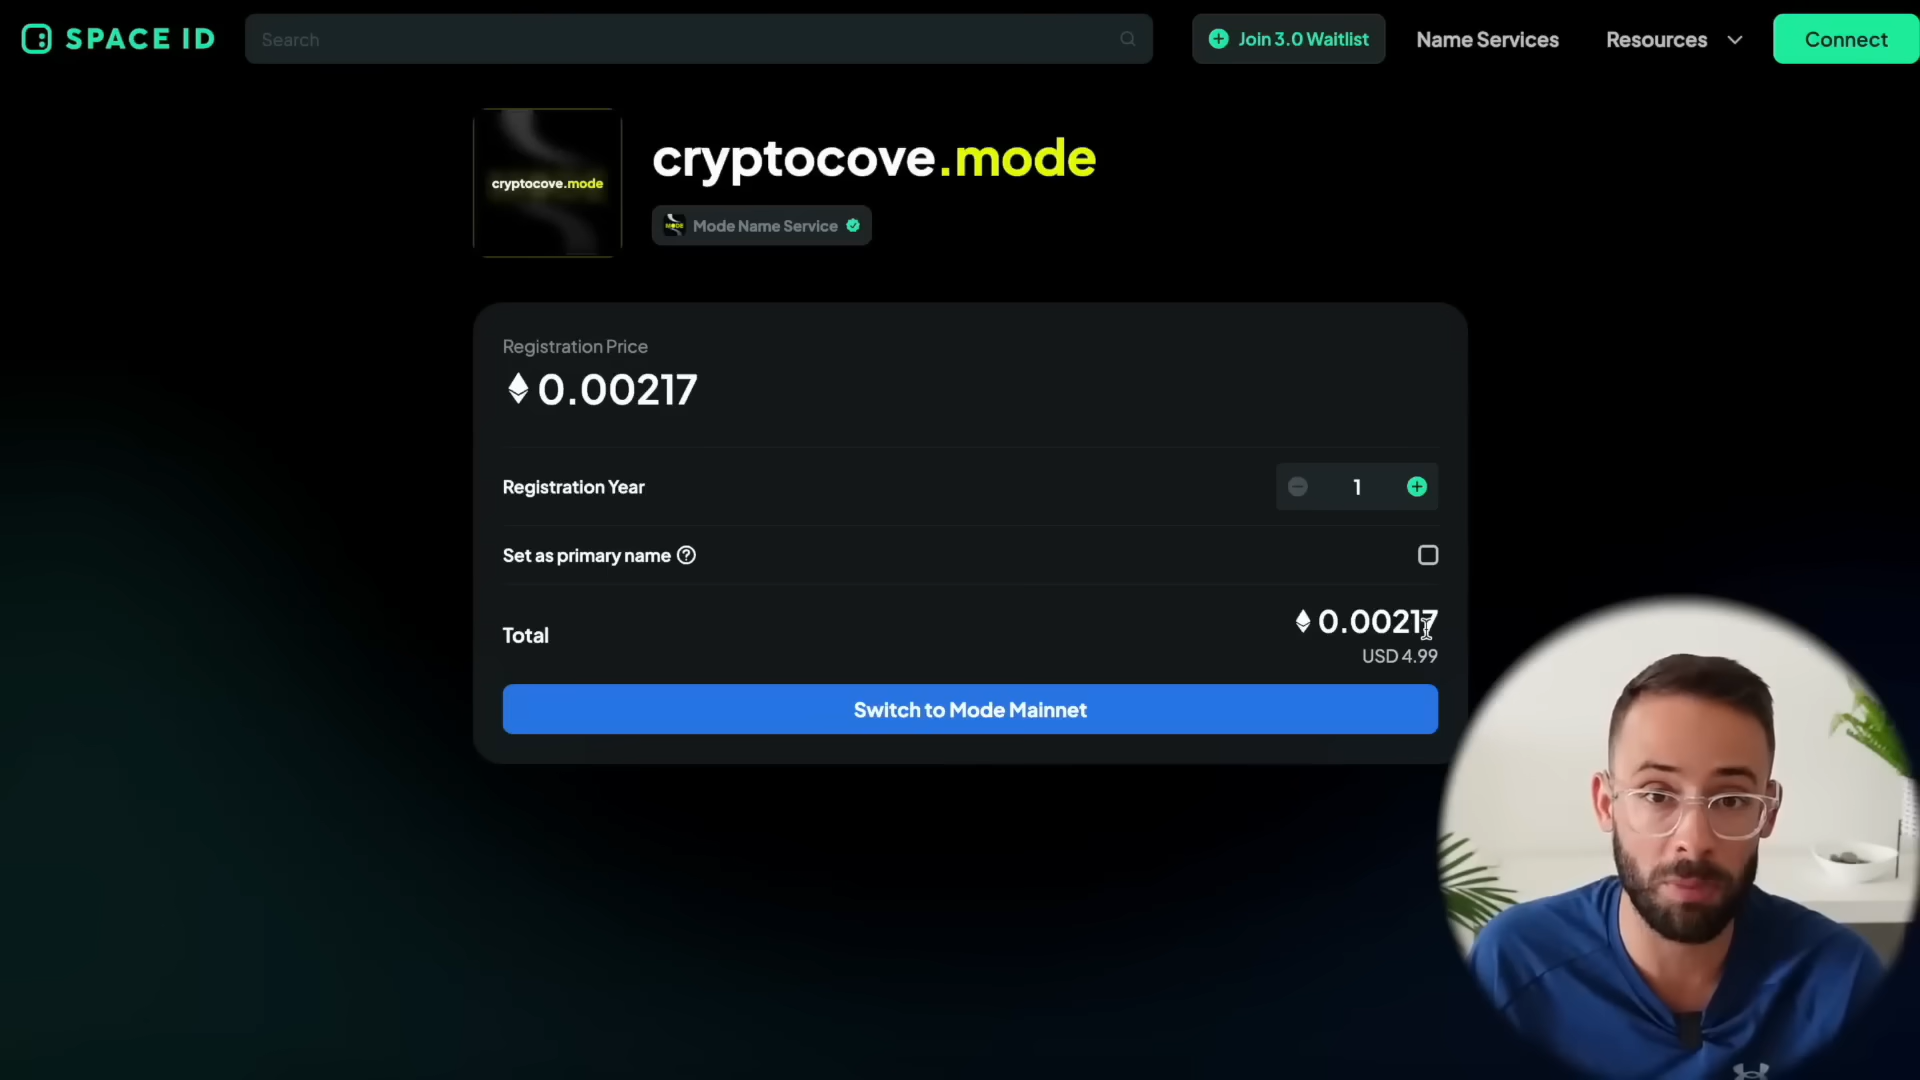 SPACE ID
Search
Join 3.0 Waitlist
Name Services
Resources
Connect
cryptocove.mode
cryptocove.mode
MODE
Mode Name Service
Registration Price
0.00217
Registration Year
1
Set as primary name
Total
0.00217
USD 4.99
Switch to Mode Mainnet